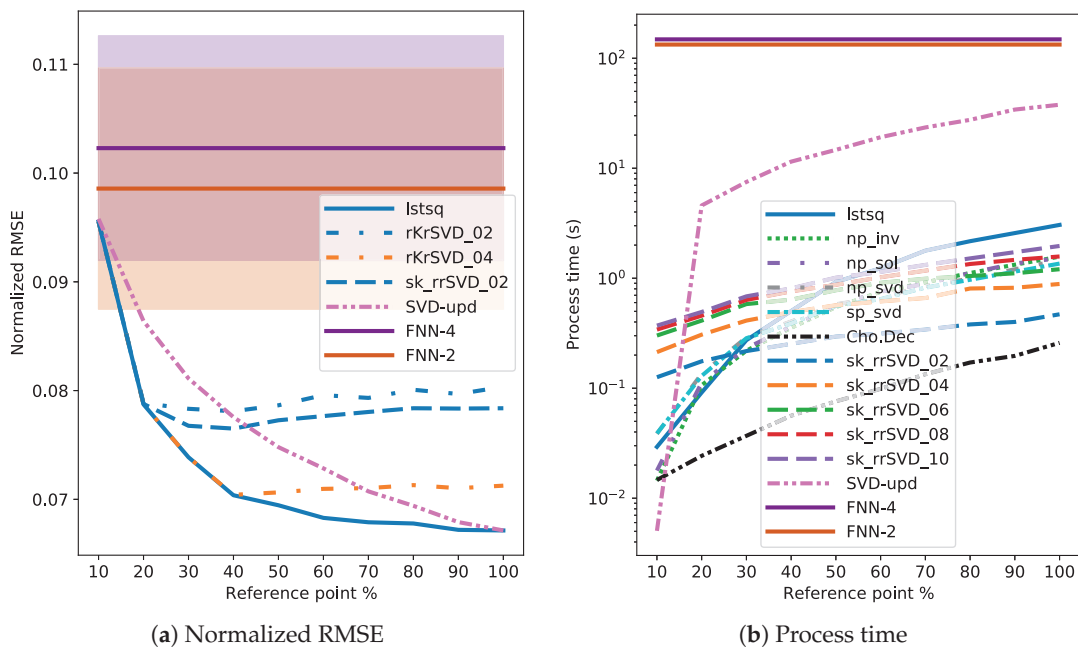 0.11
0.10
0.09
0.08
0.07
Normalized RMSE
10 20 30 40 50 60 70 80 90 100
Reference point %
lstsq
rKrSVD_02
rKrSVD_04
sk_rrSVD_02
SVD-upd
FNN-4
FNN-2
(a) Normalized RMSE
10²
10¹
10⁰
10⁻¹
10⁻²
Process time (s)
10 20 30 40 50 60 70 80 90 100
Reference point %
lstsq
np_inv
np_sol
np_svd
sp_svd
Cho.Dec
sk_rrSVD_02
sk_rrSVD_04
sk_rrSVD_06
sk_rrSVD_08
sk_rrSVD_10
SVD-upd
FNN-4
FNN-2
(b) Process time